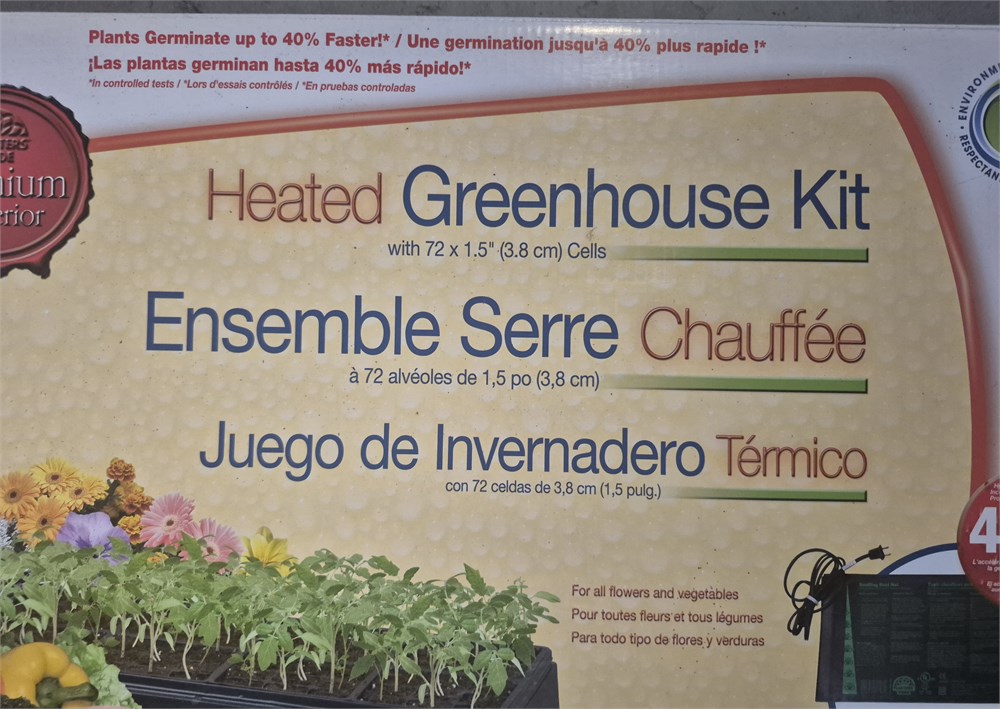 Plants Germinate up to 40% Faster!* / Une germination jusqu'à 40% plus rapide !*
¡Las plantas germinan hasta 40% más rápido!*
*In controlled tests / *Lors d'essais contrôlés / *En pruebas controladas
Heated Greenhouse Kit
with 72 x 1.5" (3.8 cm) Cells
Ensemble Serre Chauffée
à 72 alvéoles de 1,5 po (3,8 cm)
Juego de Invernadero Térmico
con 72 celdas de 3,8 cm (1,5 pulg.)
For all flowers and vegetables
Pour toutes fleurs et tous légumes
Para todo tipo de flores y verduras